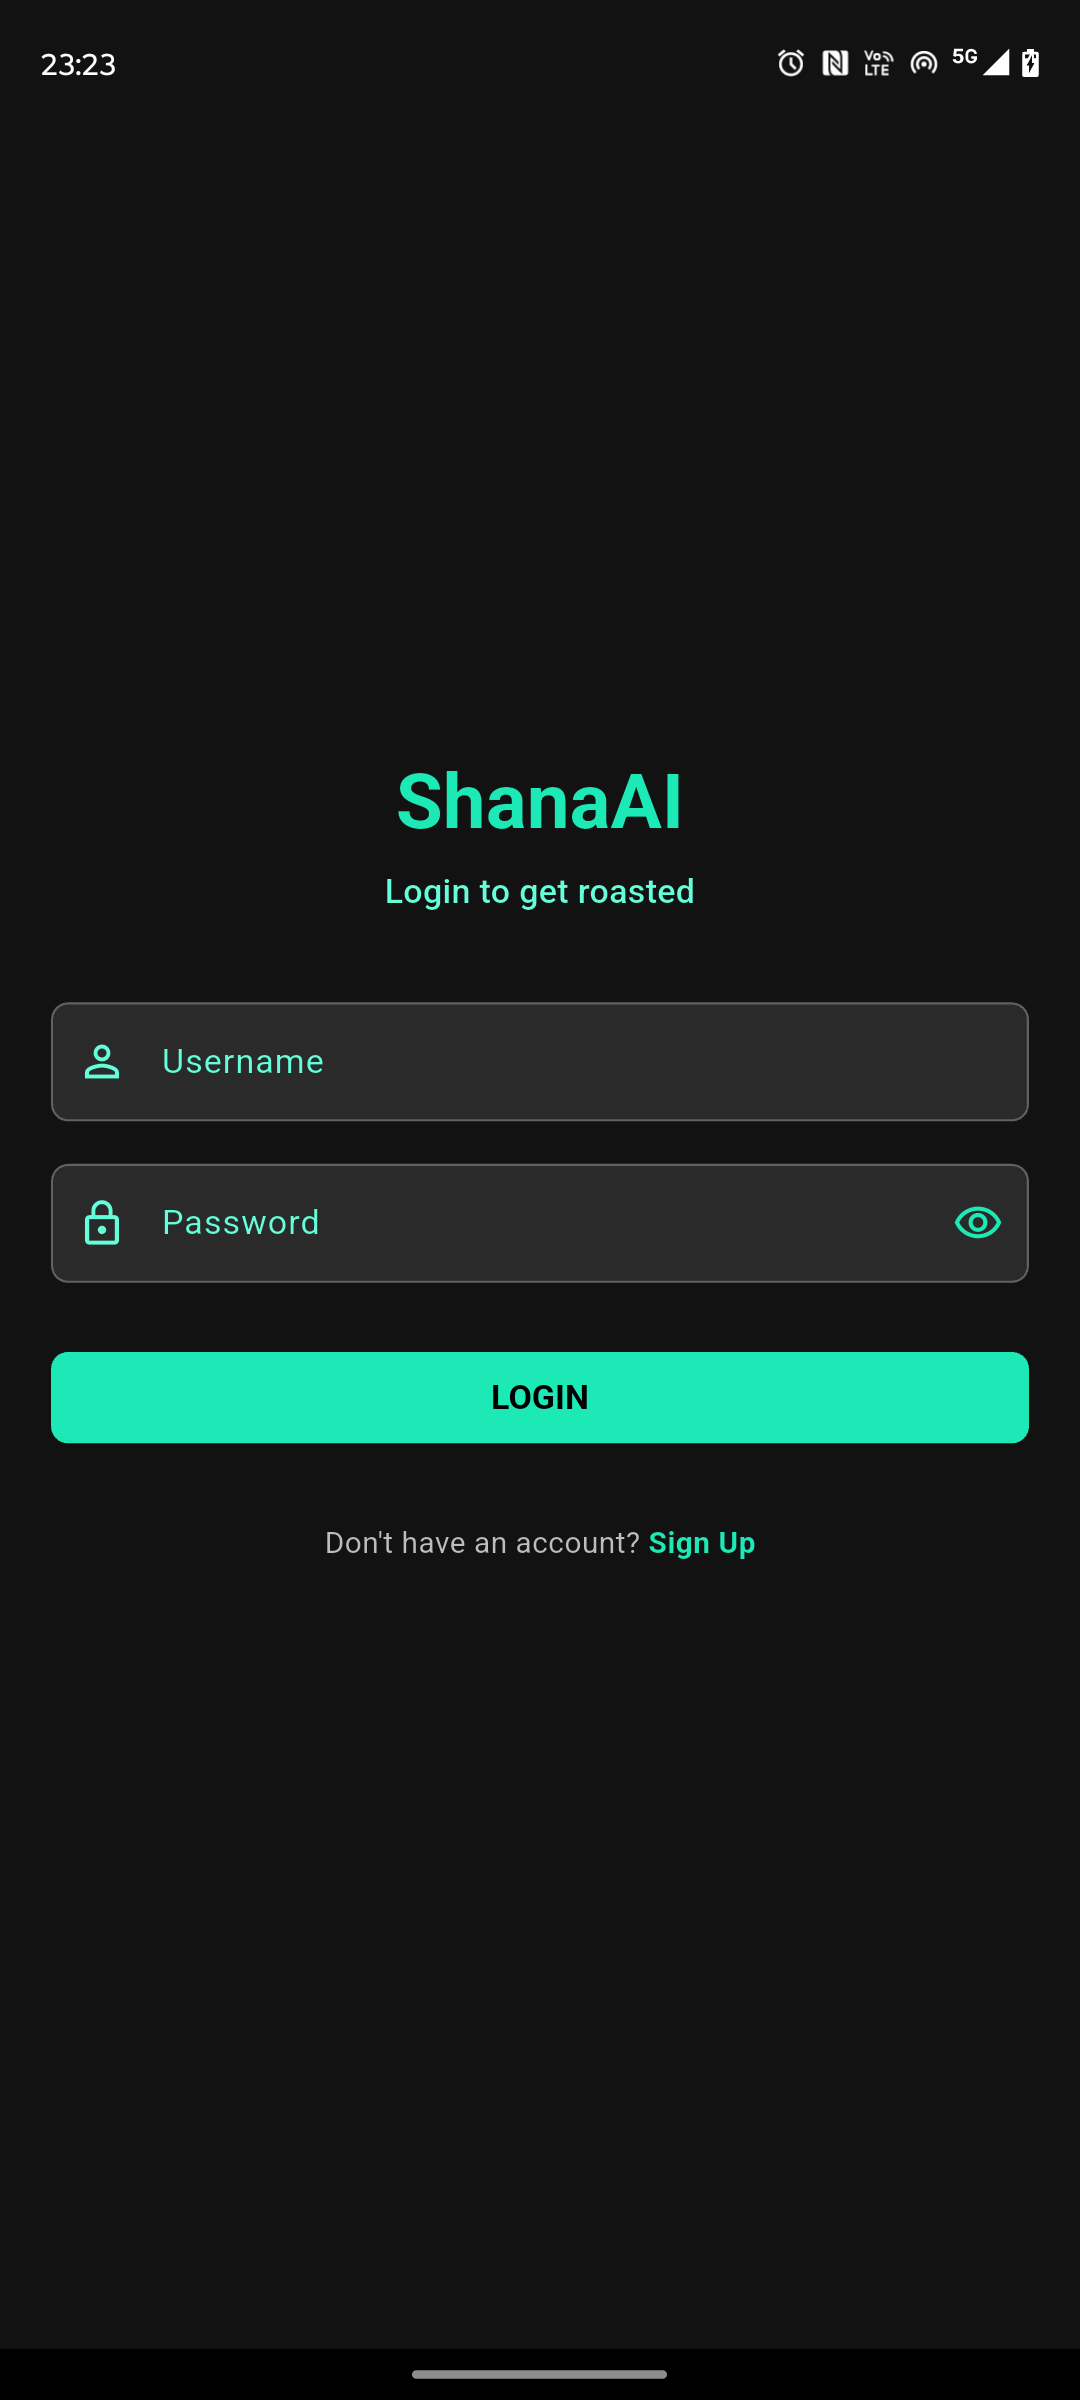 23:23
Vo LTE 5G
ShanaAI
Login to get roasted
Username
Password
LOGIN
Don't have an account? Sign Up